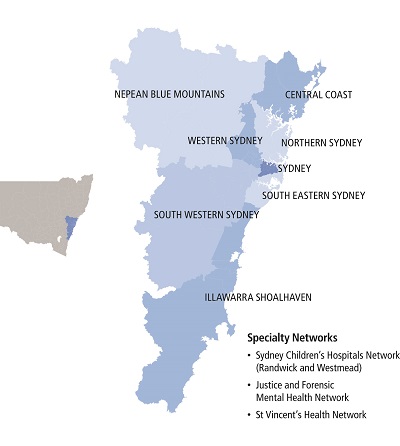 NEPEAN BLUE MOUNTAINS
CENTRAL COAST
WESTERN SYDNEY
NORTHERN SYDNEY
SYDNEY
SOUTH EASTERN SYDNEY
SOUTH WESTERN SYDNEY
ILLAWARRA SHOALHAVEN
Specialty Networks
• Sydney Children's Hospitals Network
(Randwick and Westmead)
• Justice and Forensic
Mental Health Network
• St Vincent's Health Network